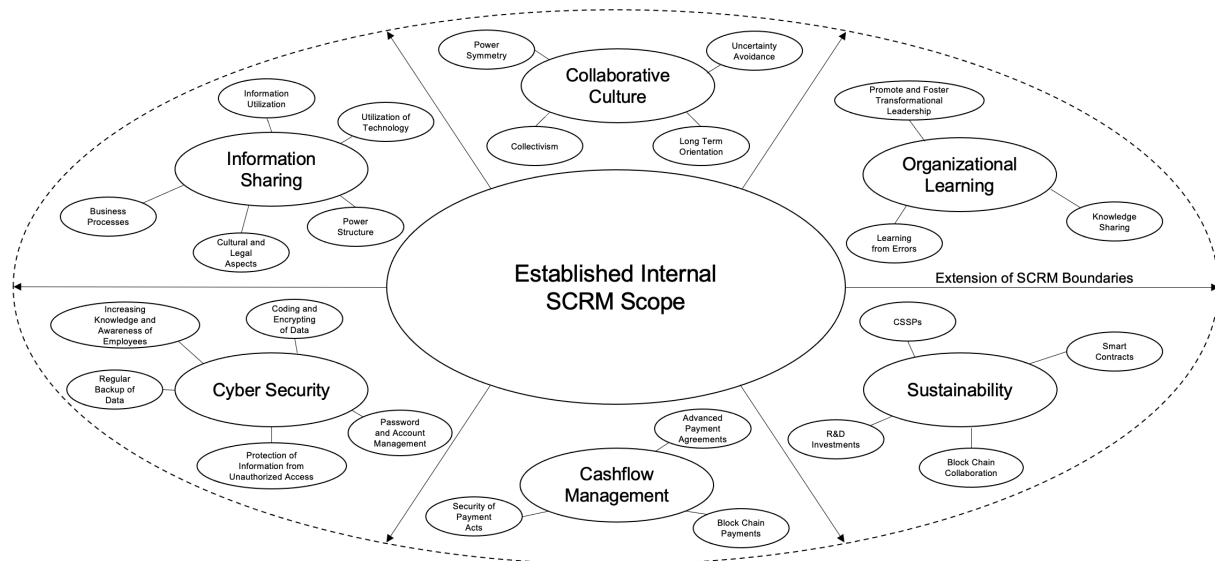 Power
Symmetry
Uncertainty
Avoidance
Collaborative
Culture
Collectivism
Long Term
Orientation
Information
Utilization
Utilization of
Technology
Information
Sharing
Business
Processes
Cultural and
Legal
Aspects
Power
Structure
Promote and Foster
Transformational
Leadership
Organizational
Learning
Learning
from Errors
Knowledge
Sharing
Established Internal
SCRM Scope
Extension of SCRM Boundaries
Increasing
Knowledge and
Awareness of
Employees
Coding and
Encrypting
of Data
Regular
Backup of
Data
Cyber Security
Password
and Account
Management
Protection of
Information from
Unauthorized Access
Advanced
Payment
Agreements
Cashflow
Management
Security of
Payment
Acts
Block Chain
Payments
CSSPs
Smart
Contracts
Sustainability
R&D
Investments
Block Chain
Collaboration